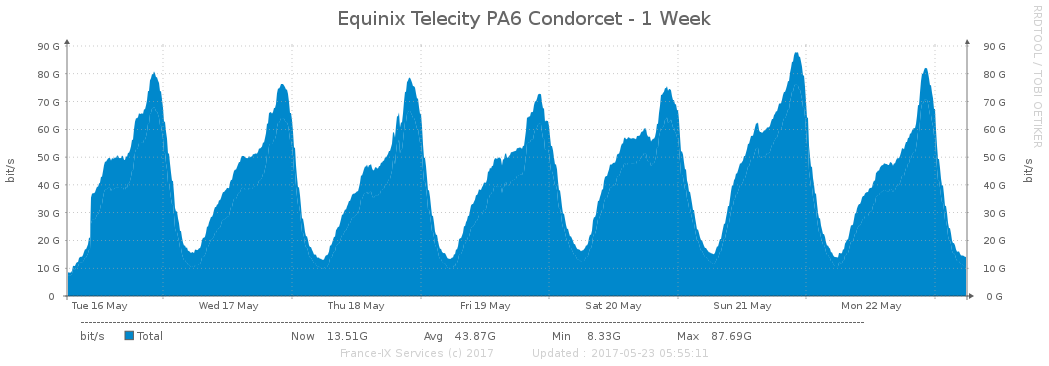 Equinix Telecity PA6 Condorcet - 1 Week
RRDTOOL / TOBI OETIKER
90 G 90 G
80 G 80 G
70 G 70 G
60 G 60 G
50 G 50 G
40 G 40 G
30 G 30 G
20 G 20 G
10 G 10 G
0 0 G
bit/s bit/s
Tue 16 May Wed 17 May Thu 18 May Fri 19 May Sat 20 May Sun 21 May Mon 22 May
bit/s Total Now 13.51G Avg 43.87G Min 8.33G Max 87.69G
France-IX Services (c) 2017 Updated : 2017-05-23 05:55:11